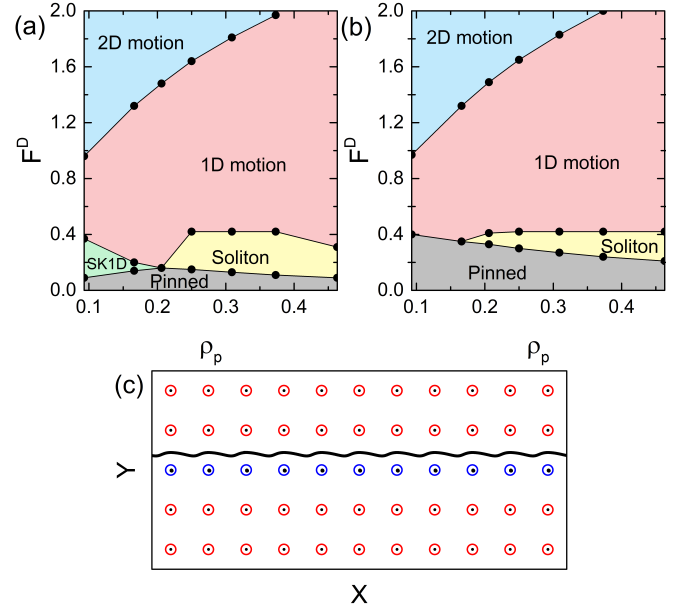 (a)
2D motion
1D motion
SK1D
Soliton
Pinned
F^D
2.0
1.6
1.2
0.8
0.4
0.0
0.1 0.2 0.3 0.4
ρ_p
(b)
2D motion
1D motion
Soliton
Pinned
F^D
2.0
1.6
1.2
0.8
0.4
0.0
0.1 0.2 0.3 0.4
ρ_p
(c)
Y
X